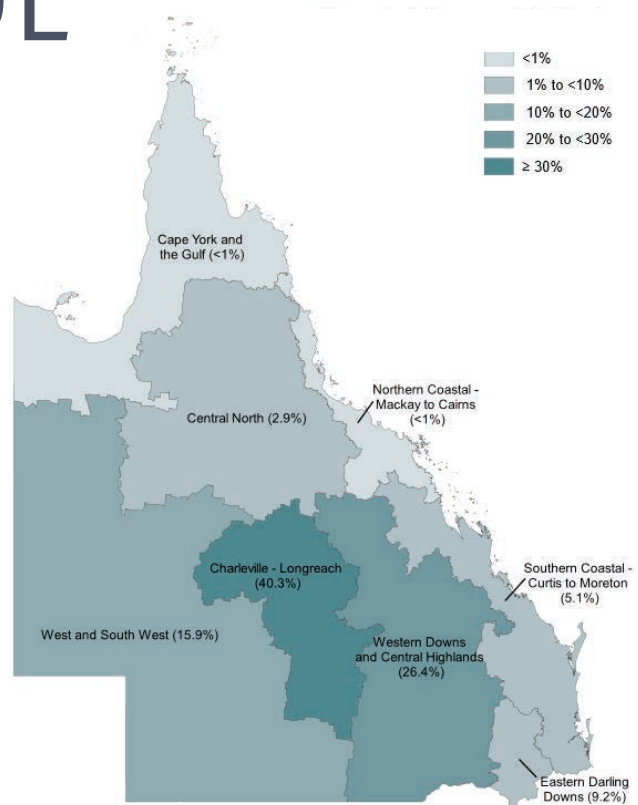 <1%
1% to <10%
10% to <20%
20% to <30%
≥ 30%
Cape York and
the Gulf (<1%)
Northern Coastal -
Mackay to Cairns
(<1%)
Central North (2.9%)
Charleville - Longreach
(40.3%)
Southern Coastal -
Curtis to Moreton
(5.1%)
West and South West (15.9%)
Western Downs
and Central Highlands
(26.4%)
Eastern Darling
Downs (9.2%)